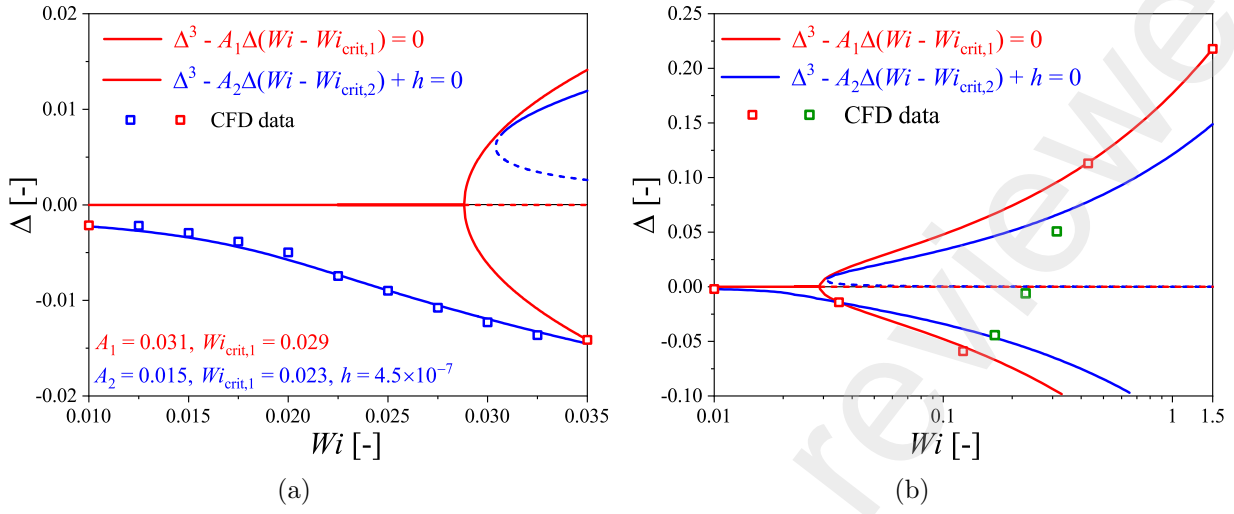 0.02
0.01
0.00
-0.01
-0.02
Δ [-]
Δ³ - A₁Δ(Wi - Wi_crit,1) = 0
Δ³ - A₂Δ(Wi - Wi_crit,2) + h = 0
CFD data
A₁ = 0.031, Wi_crit,1 = 0.029
A₂ = 0.015, Wi_crit,1 = 0.023, h = 4.5×10⁻⁷
0.010 0.015 0.020 0.025 0.030 0.035
Wi [-]
(a)
0.25
0.20
0.15
0.10
0.05
0.00
-0.05
-0.10
Δ [-]
Δ³ - A₁Δ(Wi - Wi_crit,1) = 0
Δ³ - A₂Δ(Wi - Wi_crit,2) + h = 0
CFD data
0.01 0.1 1 1.5
Wi [-]
(b)
reviewe